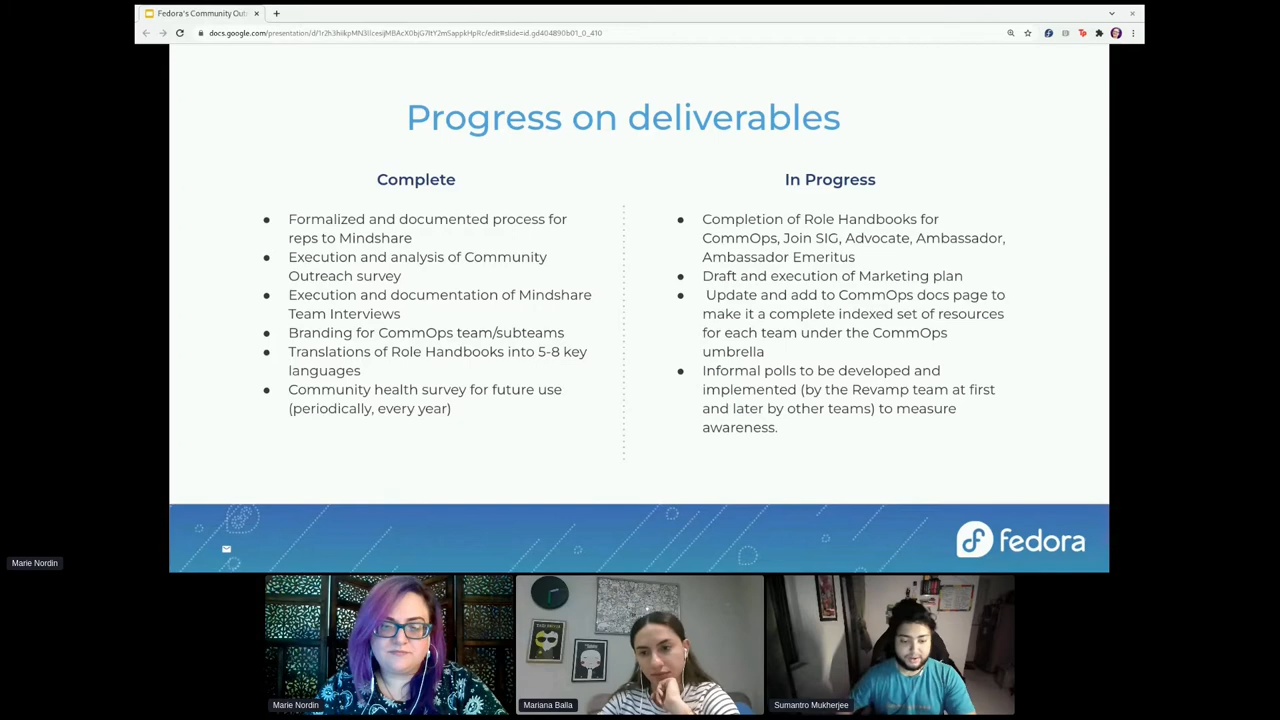 Fedora's Community Out
docs.google.com/presentation/d/1r2h3hiikpMN3IIcesijMBAcX0bjG7ItY2mSappkHpRc/edit#slide=id.gd404890b01_0_410
Progress on deliverables
Complete
● Formalized and documented process for
reps to Mindshare
● Execution and analysis of Community
Outreach survey
● Execution and documentation of Mindshare
Team Interviews
● Branding for CommOps team/subteams
● Translations of Role Handbooks into 5-8 key
languages
● Community health survey for future use
(periodically, every year)
In Progress
● Completion of Role Handbooks for
CommOps, Join SIG, Advocate, Ambassador,
Ambassador Emeritus
● Draft and execution of Marketing plan
● Update and add to CommOps docs page to
make it a complete indexed set of resources
for each team under the CommOps
umbrella
● Informal polls to be developed and
implemented (by the Revamp team at first
and later by other teams) to measure
awareness.
fedora
Marie Nordin
Marie Nordin
Mariana Balla
Sumantro Mukherjee